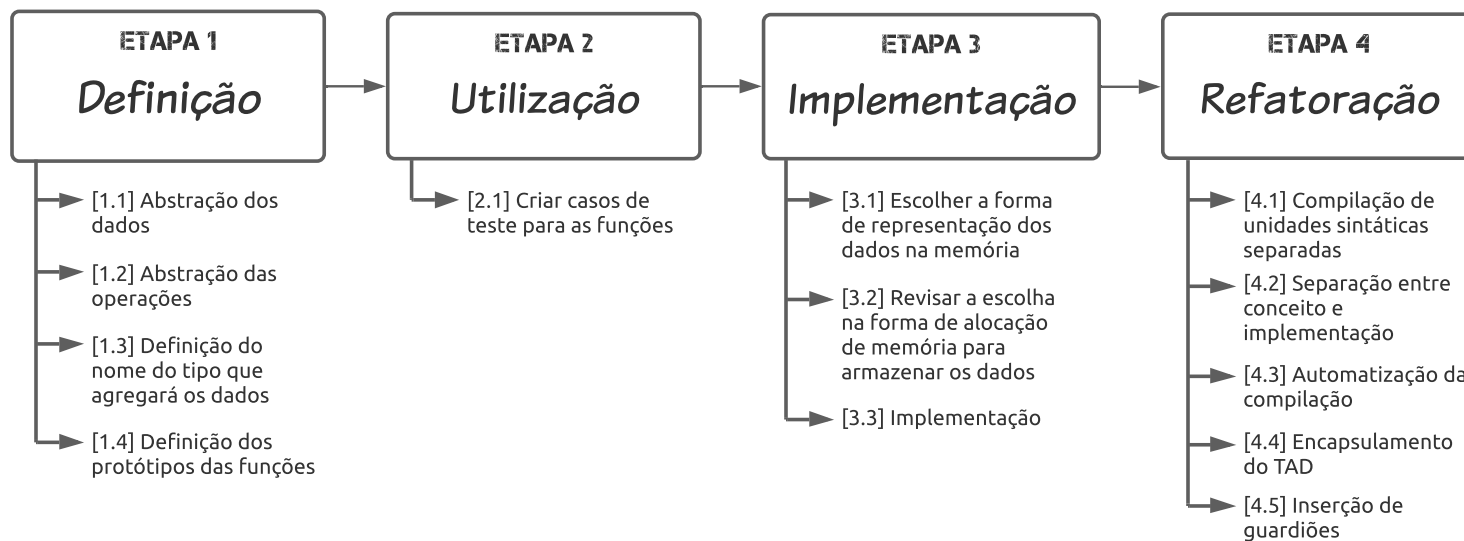 ETAPA 1
Definição
[1.1] Abstração dos
dados
[1.2] Abstração das
operações
[1.3] Definição do
nome do tipo que
agregará os dados
[1.4] Definição dos
protótipos das funções
ETAPA 2
Utilização
[2.1] Criar casos de
teste para as funções
ETAPA 3
Implementação
[3.1] Escolher a forma
de representação dos
dados na memória
[3.2] Revisar a escolha
na forma de alocação
de memória para
armazenar os dados
[3.3] Implementação
ETAPA 4
Refatoração
[4.1] Compilação de
unidades sintáticas
separadas
[4.2] Separação entre
conceito e
implementação
[4.3] Automatização da
compilação
[4.4] Encapsulamento
do TAD
[4.5] Inserção de
guardiões